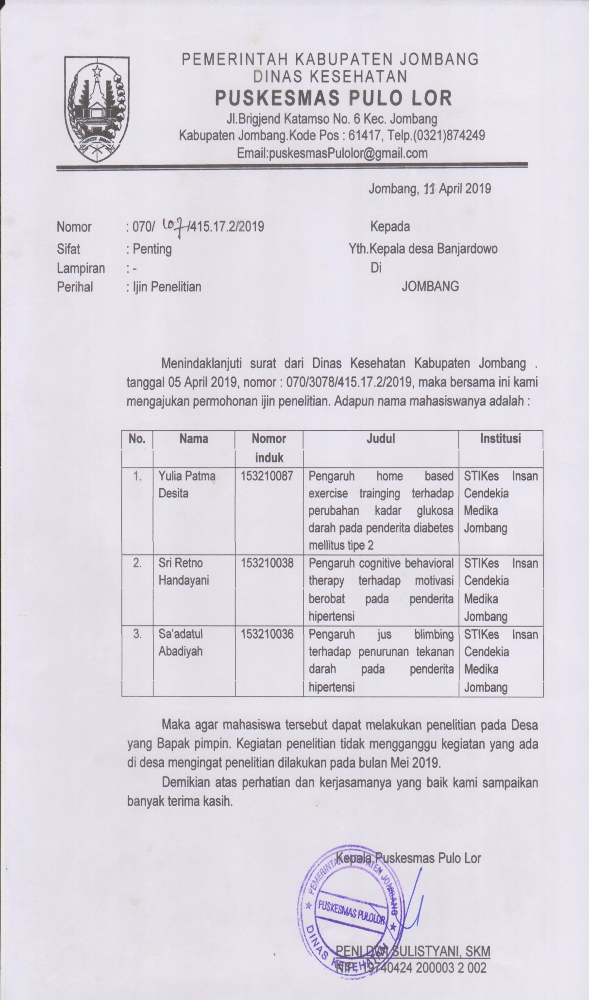 PEMERINTAH KABUPATEN JOMBANG
DINAS KESEHATAN
PUSKESMAS PULO LOR
Jl.Brigjend Katamso No. 6 Kec. Jombang
Kabupaten Jombang.Kode Pos : 61417, Telp.(0321)874249
Email:puskesmasPulolor@gmail.com
Jombang, 11 April 2019
Nomor : 070/ 107 /415.17.2/2019 Kepada
Sifat : Penting Yth.Kepala desa Banjardowo
Lampiran : - Di
Perihal : Ijin Penelitian JOMBANG
Menindaklanjuti surat dari Dinas Kesehatan Kabupaten Jombang .
tanggal 05 April 2019, nomor : 070/3078/415.17.2/2019, maka bersama ini kami
mengajukan permohonan ijin penelitian. Adapun nama mahasiswanya adalah :
No. Nama Nomor Judul Institusi
induk
1. Yulia Patma 153210087 Pengaruh home based STIKes Insan
Desita exercise trainging terhadap Cendekia
perubahan kadar glukosa Medika
darah pada penderita diabetes Jombang
mellitus tipe 2
2. Sri Retno 153210038 Pengaruh cognitive behavioral STIKes Insan
Handayani therapy terhadap motivasi Cendekia
berobat pada penderita Medika
hipertensi Jombang
3. Sa'adatul 153210036 Pengaruh jus blimbing STIKes Insan
Abadiyah terhadap penurunan tekanan Cendekia
darah pada penderita Medika
hipertensi Jombang
Maka agar mahasiswa tersebut dapat melakukan penelitian pada Desa
yang Bapak pimpin. Kegiatan penelitian tidak mengganggu kegiatan yang ada
di desa mengingat penelitian dilakukan pada bulan Mei 2019.
Demikian atas perhatian dan kerjasamanya yang baik kami sampaikan
banyak terima kasih.
Kepala Puskesmas Pulo Lor
PEMERINTAH KABUPATEN JOMBANG
PUSKESMAS PULOLOR
DINAS KESEHATAN
PENI DWI SULISTYANI, SKM
NIP. 19740424 200003 2 002